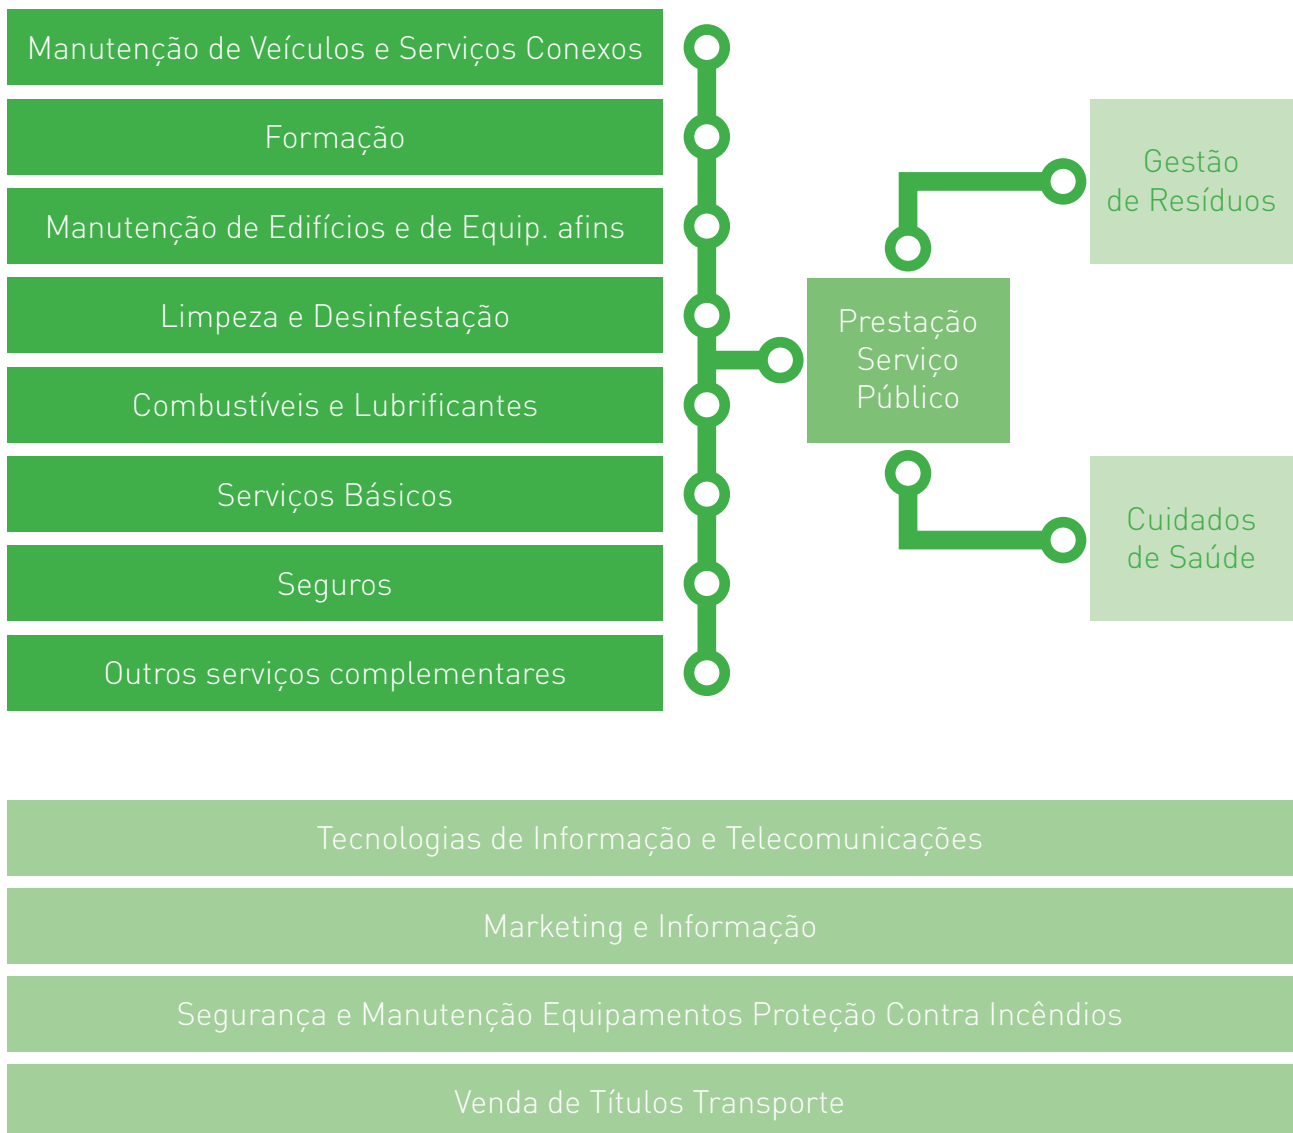 Manutenção de Veículos e Serviços Conexos
Formação
Manutenção de Edifícios e de Equip. afins
Limpeza e Desinfestação
Combustíveis e Lubrificantes
Serviços Básicos
Seguros
Outros serviços complementares
Prestação
Serviço
Público
Gestão
de Resíduos
Cuidados
de Saúde
Tecnologias de Informação e Telecomunicações
Marketing e Informação
Segurança e Manutenção Equipamentos Proteção Contra Incêndios
Venda de Títulos Transporte